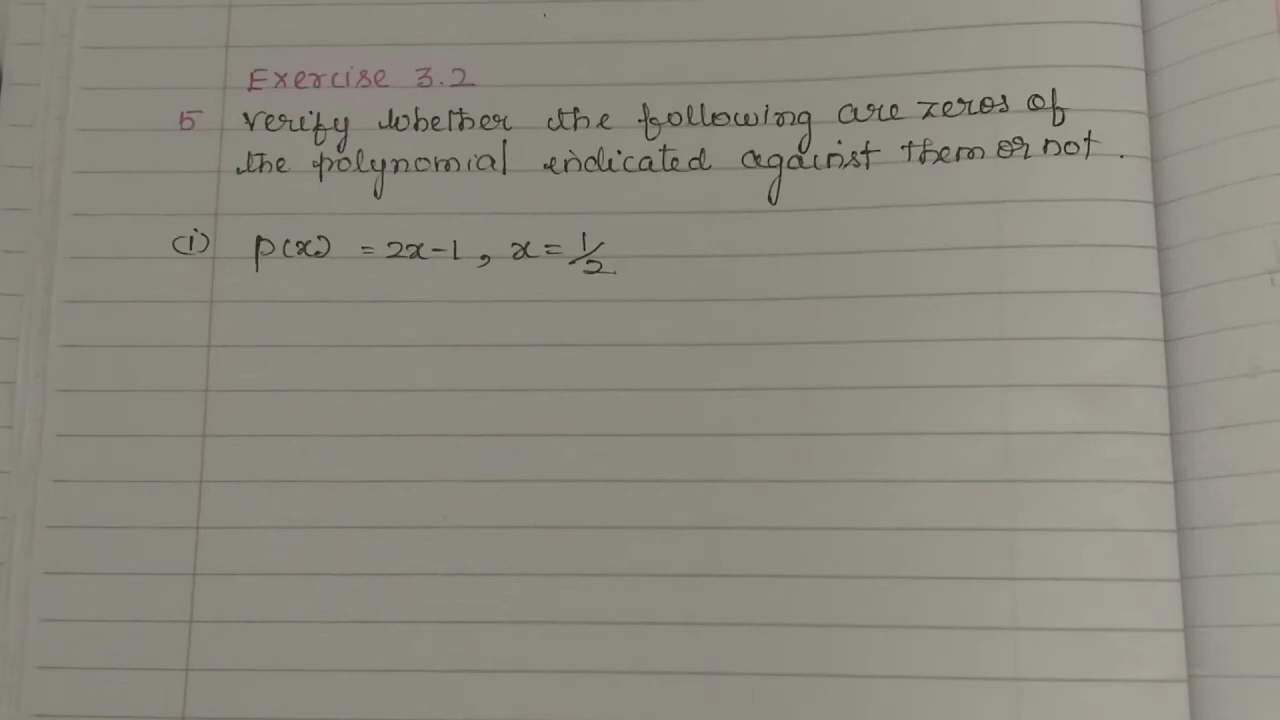 Exercise 3.2
5 verify whether the following are zeros of
the polynomial indicated against them or not.
(i) p(x) = 2x-1, x = 1/2